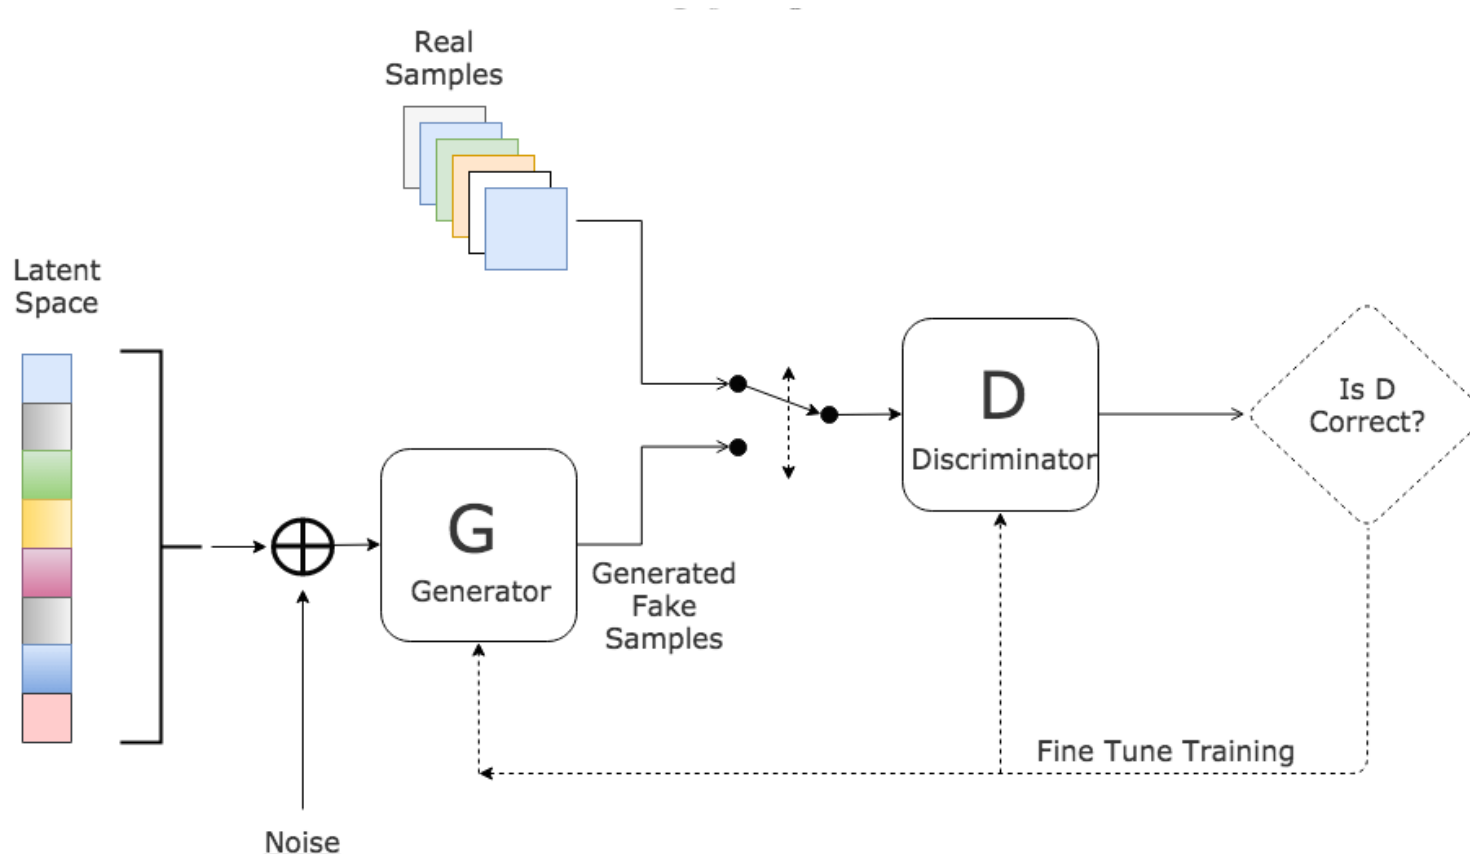 Real
Samples
Latent
Space
D
Discriminator
Is D
Correct?
G
Generator
Generated
Fake
Samples
Fine Tune Training
Noise